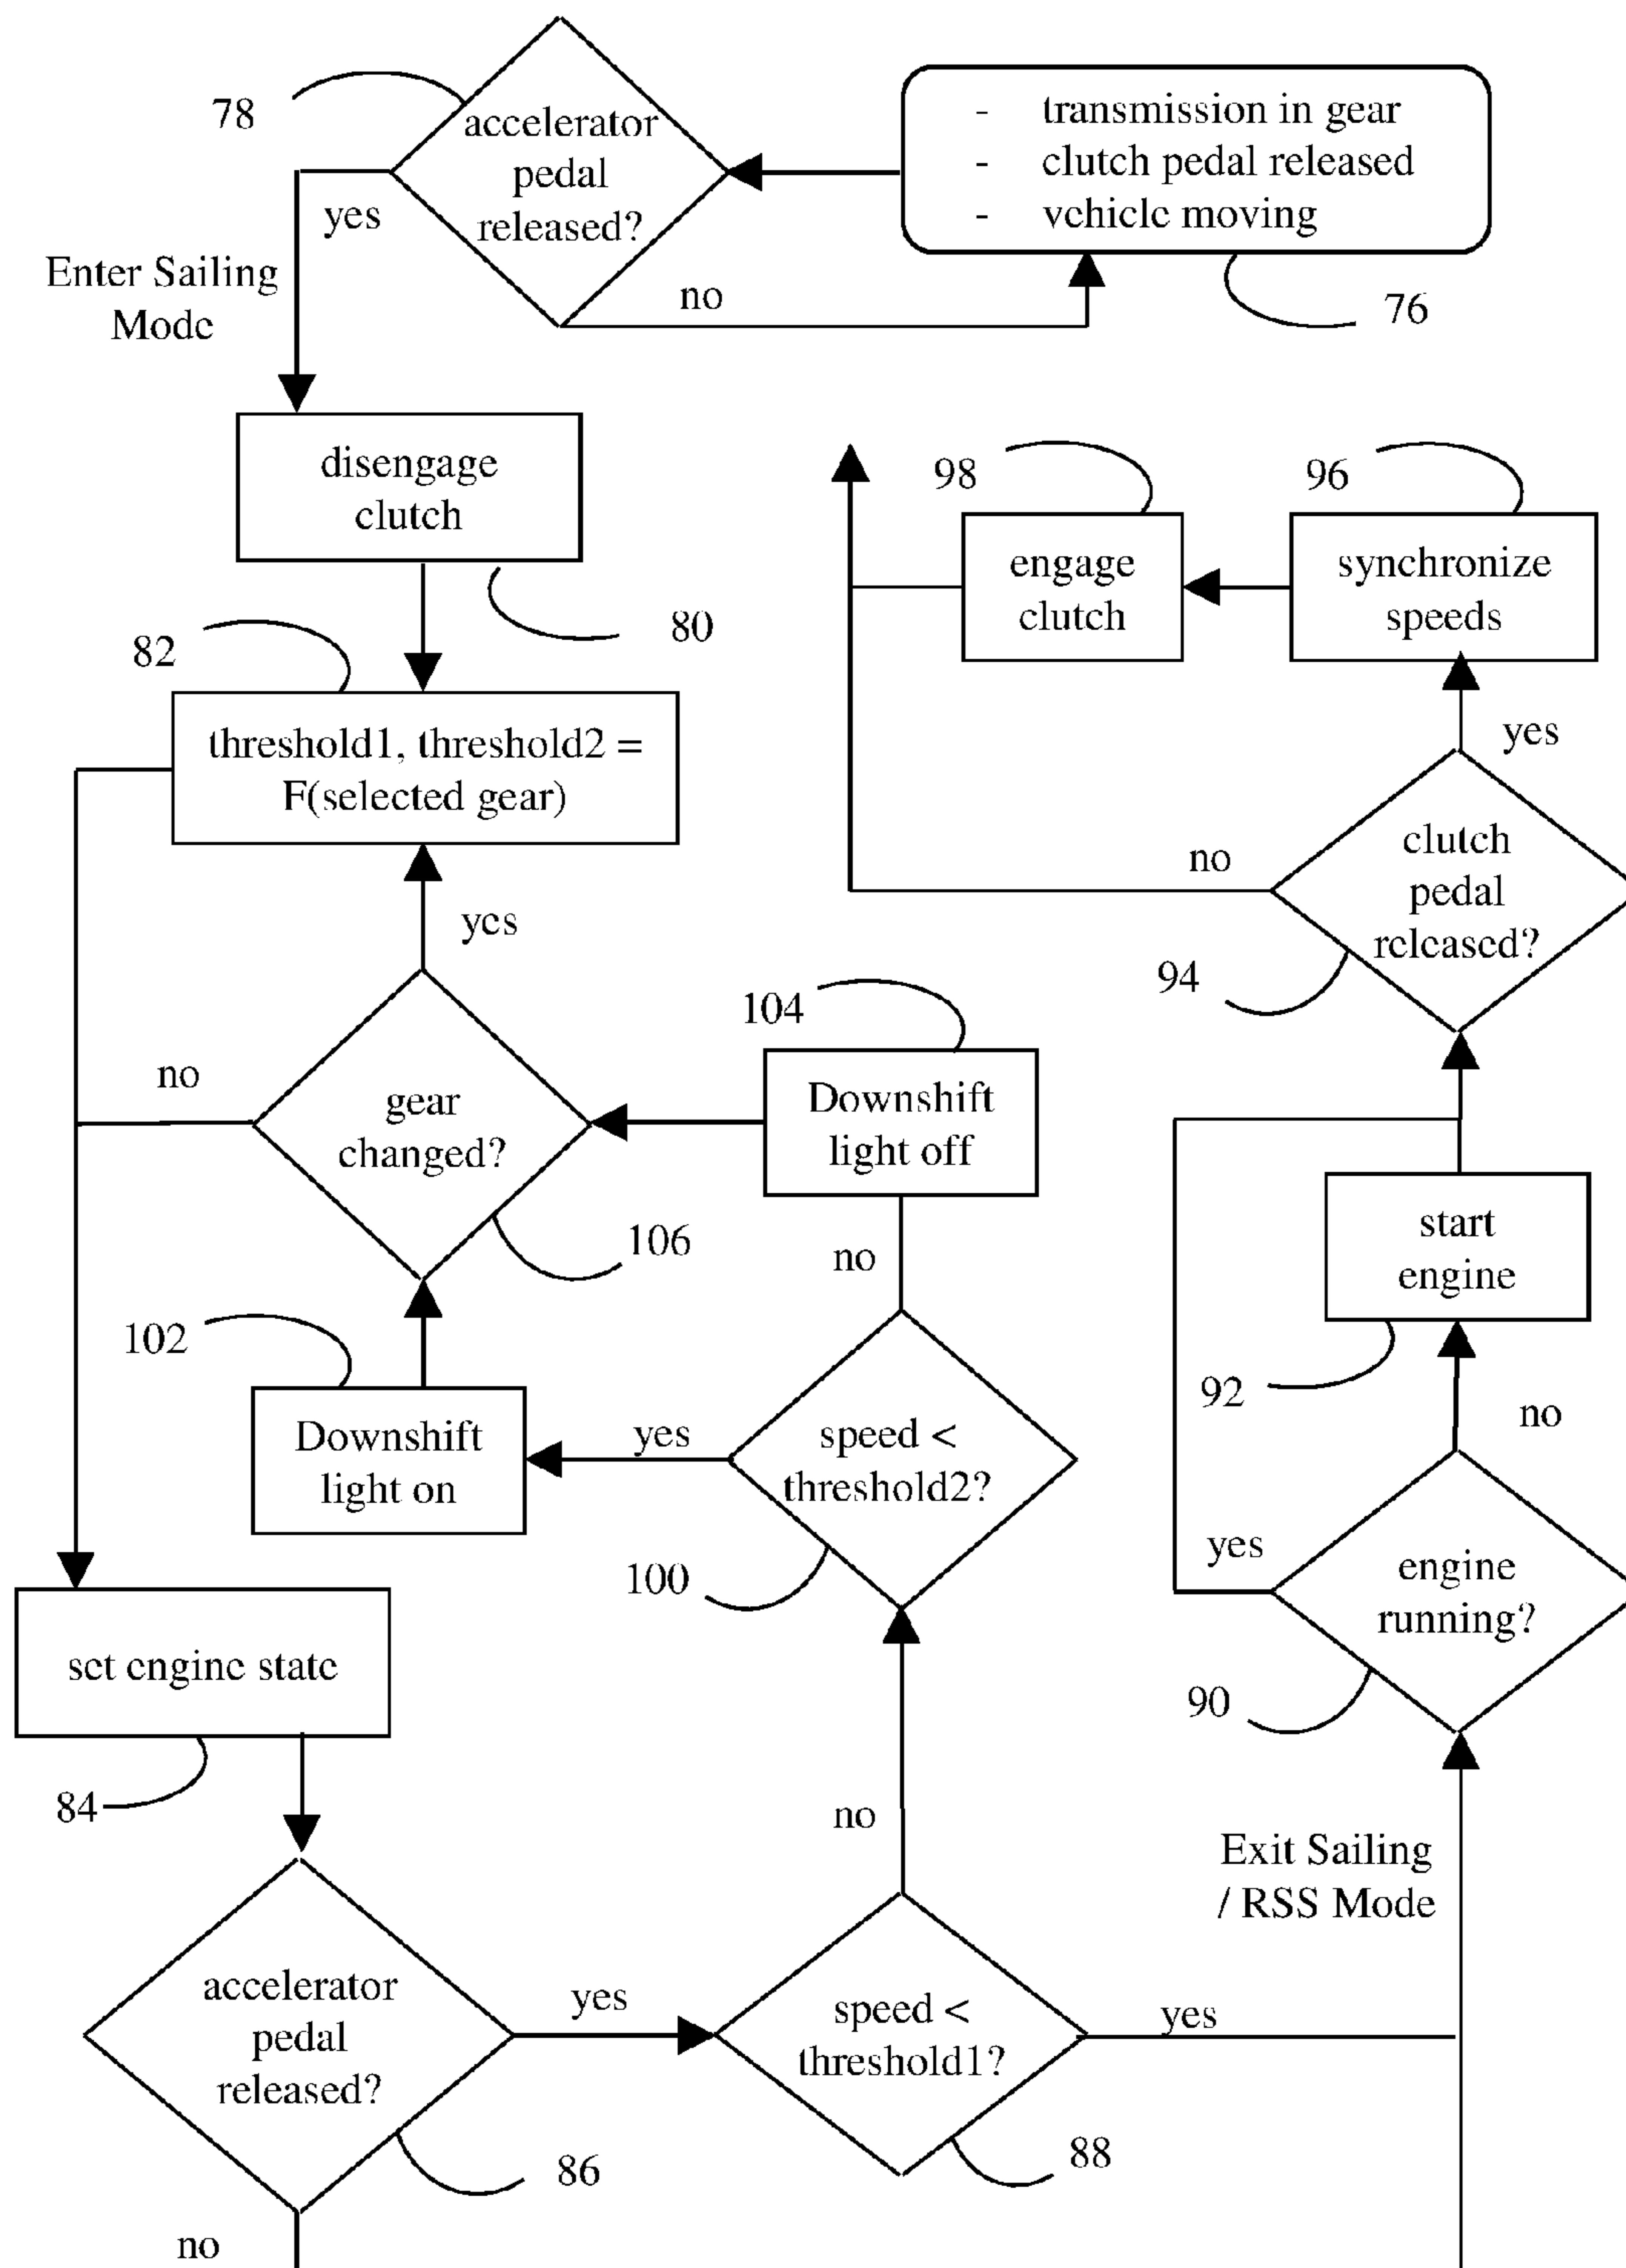 78
accelerator
pedal
released?
- transmission in gear
- clutch pedal released
- vehicle moving
yes
no
76
Enter Sailing
Mode
disengage
clutch
80
98
96
engage
clutch
synchronize
speeds
82
threshold1, threshold2 =
F(selected gear)
yes
clutch
pedal
released?
no
94
yes
104
Downshift
light off
no
gear
changed?
106
no
start
engine
92
no
102
Downshift
light on
yes
speed <
threshold2?
100
yes
engine
running?
90
set engine state
84
no
Exit Sailing
/ RSS Mode
accelerator
pedal
released?
yes
speed <
threshold1?
yes
86
88
no